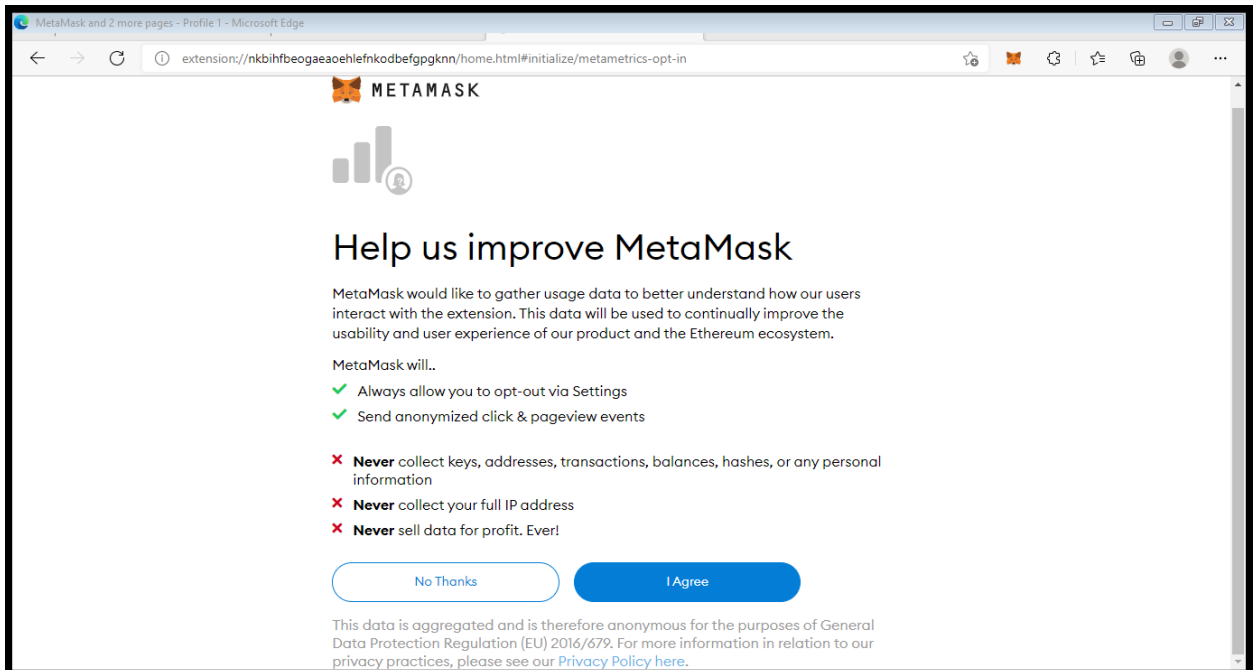 MetaMask and 2 more pages - Profile 1 - Microsoft Edge
extension://nkbihfbeogaeaoehlefnkodbefgpgknn/home.html#initialize/metametrics-opt-in
METAMASK
Help us improve MetaMask
MetaMask would like to gather usage data to better understand how our users
interact with the extension. This data will be used to continually improve the
usability and user experience of our product and the Ethereum ecosystem.
MetaMask will..
Always allow you to opt-out via Settings
Send anonymized click & pageview events
Never collect keys, addresses, transactions, balances, hashes, or any personal
information
Never collect your full IP address
Never sell data for profit. Ever!
No Thanks
I Agree
This data is aggregated and is therefore anonymous for the purposes of General
Data Protection Regulation (EU) 2016/679. For more information in relation to our
privacy practices, please see our Privacy Policy here.